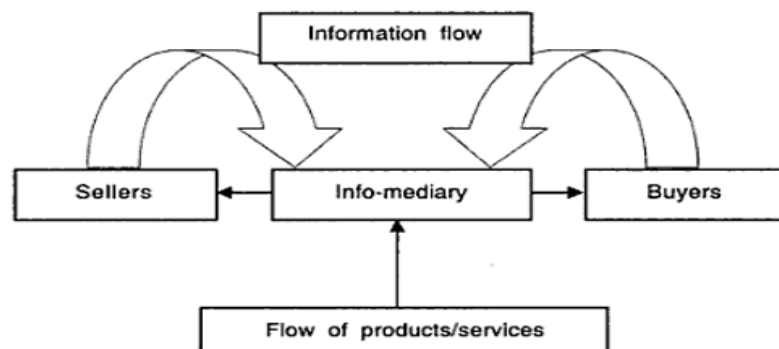 Information flow
Sellers
Info-mediary
Buyers
Flow of products/services